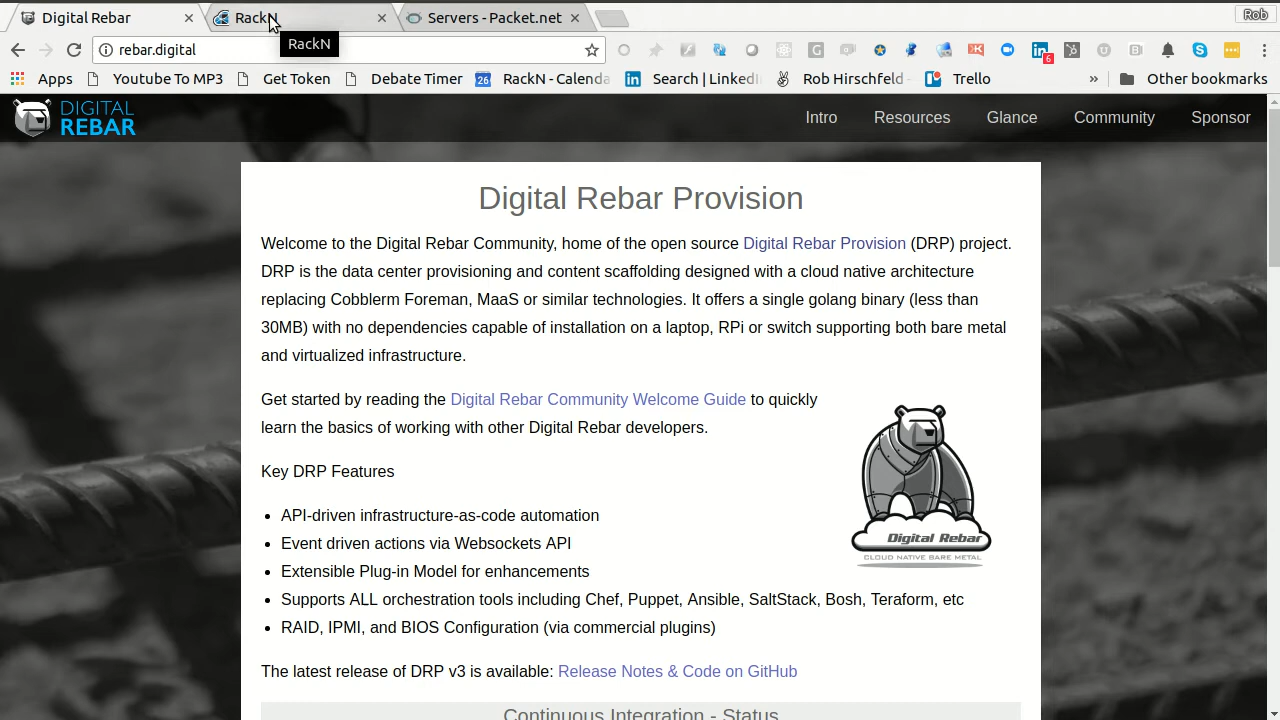 Digital Rebar
RackN
Servers - Packet.net
Rob
rebar.digital
RackN
6
Apps
Youtube To MP3
Get Token
Debate Timer
26
RackN - Calenda
Search | LinkedI
Rob Hirschfeld -
Trello
»
Other bookmarks
DIGITAL
REBAR
Intro
Resources
Glance
Community
Sponsor
Digital Rebar Provision
Welcome to the Digital Rebar Community, home of the open source Digital Rebar Provision (DRP) project.
DRP is the data center provisioning and content scaffolding designed with a cloud native architecture
replacing Cobblerm Foreman, MaaS or similar technologies. It offers a single golang binary (less than
30MB) with no dependencies capable of installation on a laptop, RPi or switch supporting both bare metal
and virtualized infrastructure.
Get started by reading the Digital Rebar Community Welcome Guide to quickly
learn the basics of working with other Digital Rebar developers.
Key DRP Features
• API-driven infrastructure-as-code automation
• Event driven actions via Websockets API
• Extensible Plug-in Model for enhancements
• Supports ALL orchestration tools including Chef, Puppet, Ansible, SaltStack, Bosh, Teraform, etc
• RAID, IPMI, and BIOS Configuration (via commercial plugins)
Digital Rebar
CLOUD NATIVE BARE METAL
The latest release of DRP v3 is available: Release Notes & Code on GitHub
Continuous Integration - Status